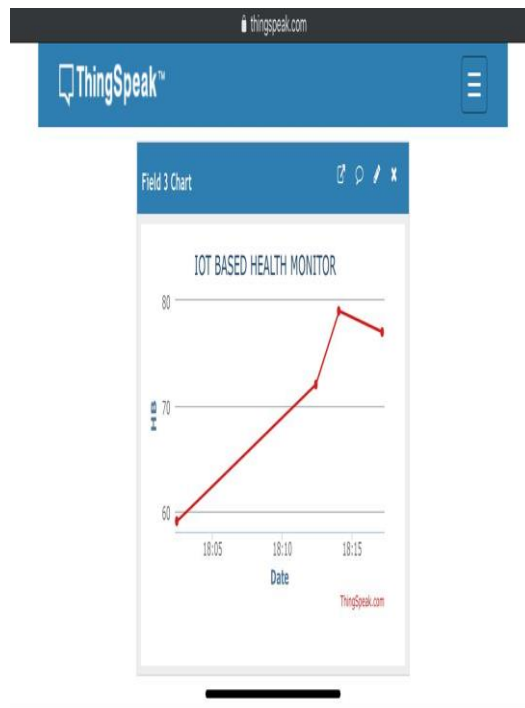 thingspeak.com
ThingSpeak™
Field 3 Chart
IOT BASED HEALTH MONITOR
80
70
60
HB
18:05 18:10 18:15
Date
ThingSpeak.com